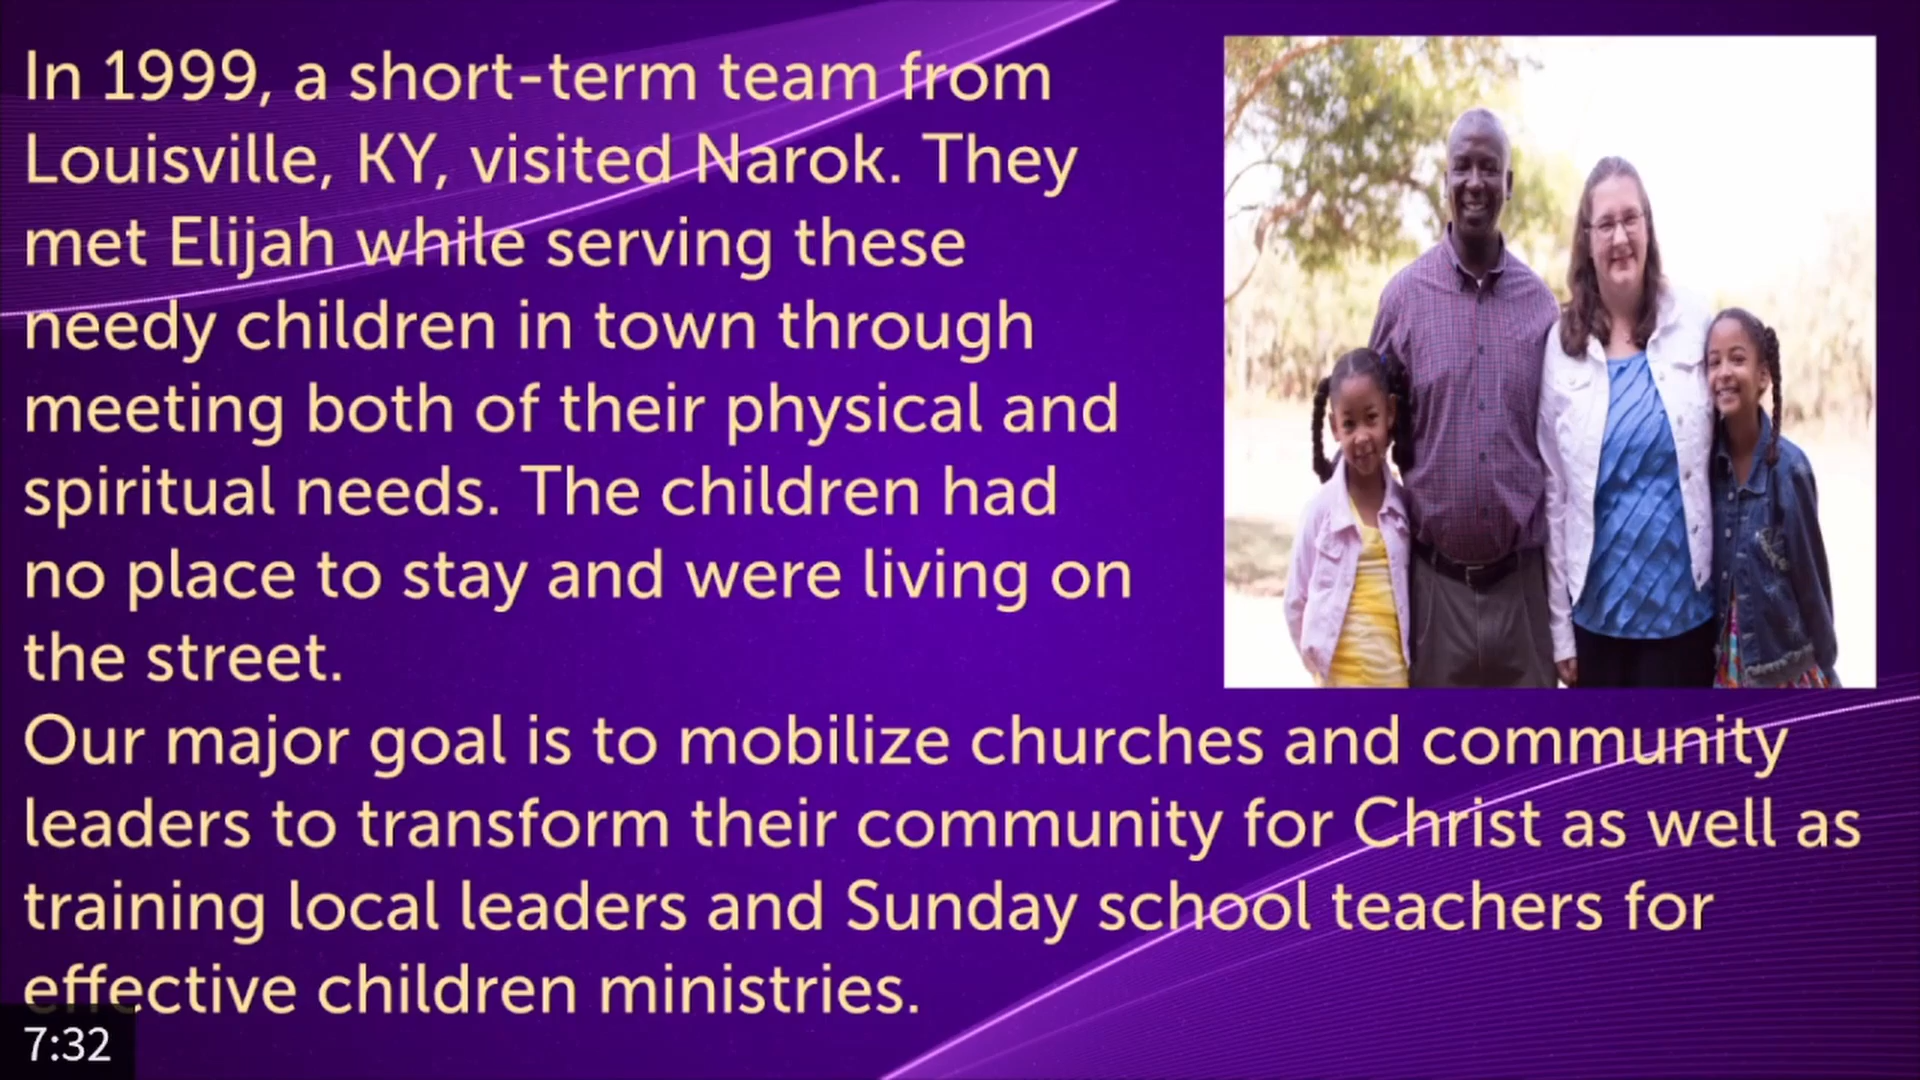 In 1999, a short-term team from
Louisville, KY, visited Narok. They
met Elijah while serving these
needy children in town through
meeting both of their physical and
spiritual needs. The children had
no place to stay and were living on
the street.
Our major goal is to mobilize churches and community
leaders to transform their community for Christ as well as
training local leaders and Sunday school teachers for
effective children ministries.
7:32